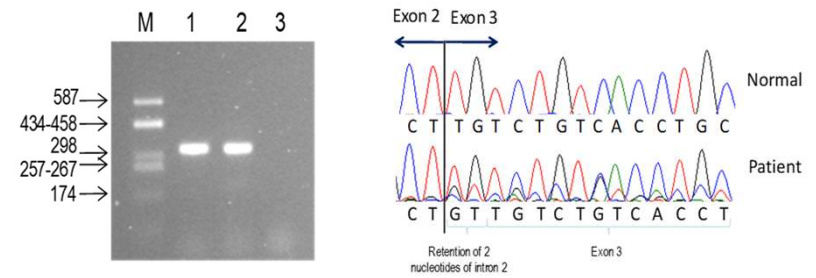 M 1 2 3
587
434-458
298
257-267
174
Exon 2 Exon 3
Normal
C T T G T C T G T C A C C T G C
Patient
C T G T T G T C T G T C A C C T
Retention of 2
nucleotides of intron 2
Exon 3